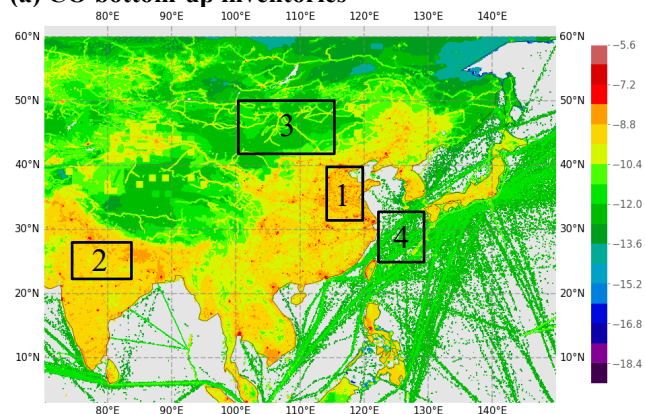 (a) CO bottom-up inventories
80°E 90°E 100°E 110°E 120°E 130°E 140°E
60°N 60°N −5.6
−7.2
50°N 3 50°N
−8.8
40°N 40°N −10.4
1
−12.0
30°N 4 30°N
2 −13.6
20°N 20°N −15.2
−16.8
10°N 10°N
−18.4
80°E 90°E 100°E 110°E 120°E 130°E 140°E